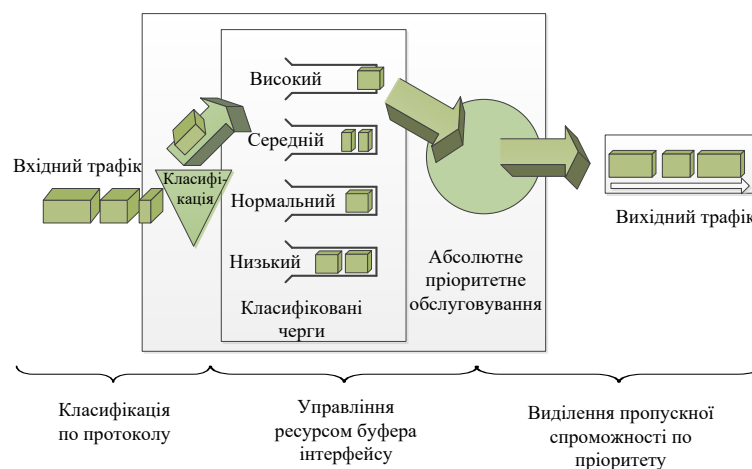 Вхідний трафік
Класифі-
кація
Високий
Середній
Нормальний
Низький
Класифіковані
черги
Абсолютне
пріоритетне
обслуговування
Вихідний трафік
Класифікація
по протоколу
Управління
ресурсом буфера
інтерфейсу
Виділення пропускної
спроможності по
пріоритету